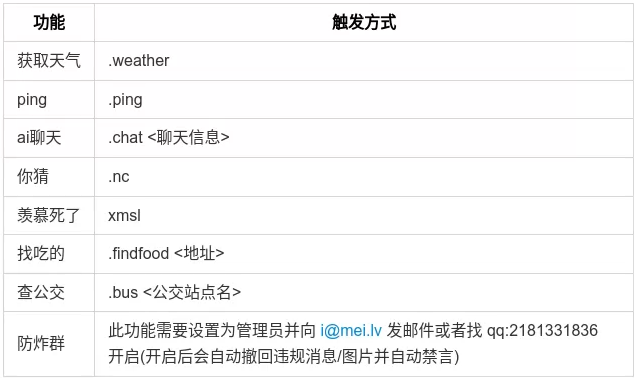 功能 触发方式
获取天气 .weather
ping .ping
ai聊天 .chat <聊天信息>
你猜 .nc
羡慕死了 xmsl
找吃的 .findfood <地址>
查公交 .bus <公交站点名>
防炸群 此功能需要设置为管理员并向 i@mei.lv 发邮件或者找 qq:2181331836
开启(开启后会自动撤回违规消息/图片并自动禁言)